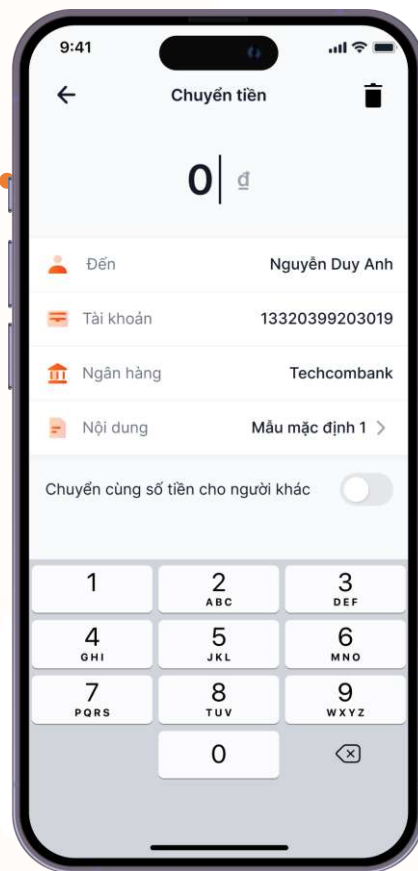 9:41
Chuyển tiền
0 đ
Đến Nguyễn Duy Anh
Tài khoản 13320399203019
Ngân hàng Techcombank
Nội dung Mẫu mặc định 1
Chuyển cùng số tiền cho người khác
1 2 3
ABC DEF
4 5 6
GHI JKL MNO
7 8 9
PQRS TUV WXYZ
0